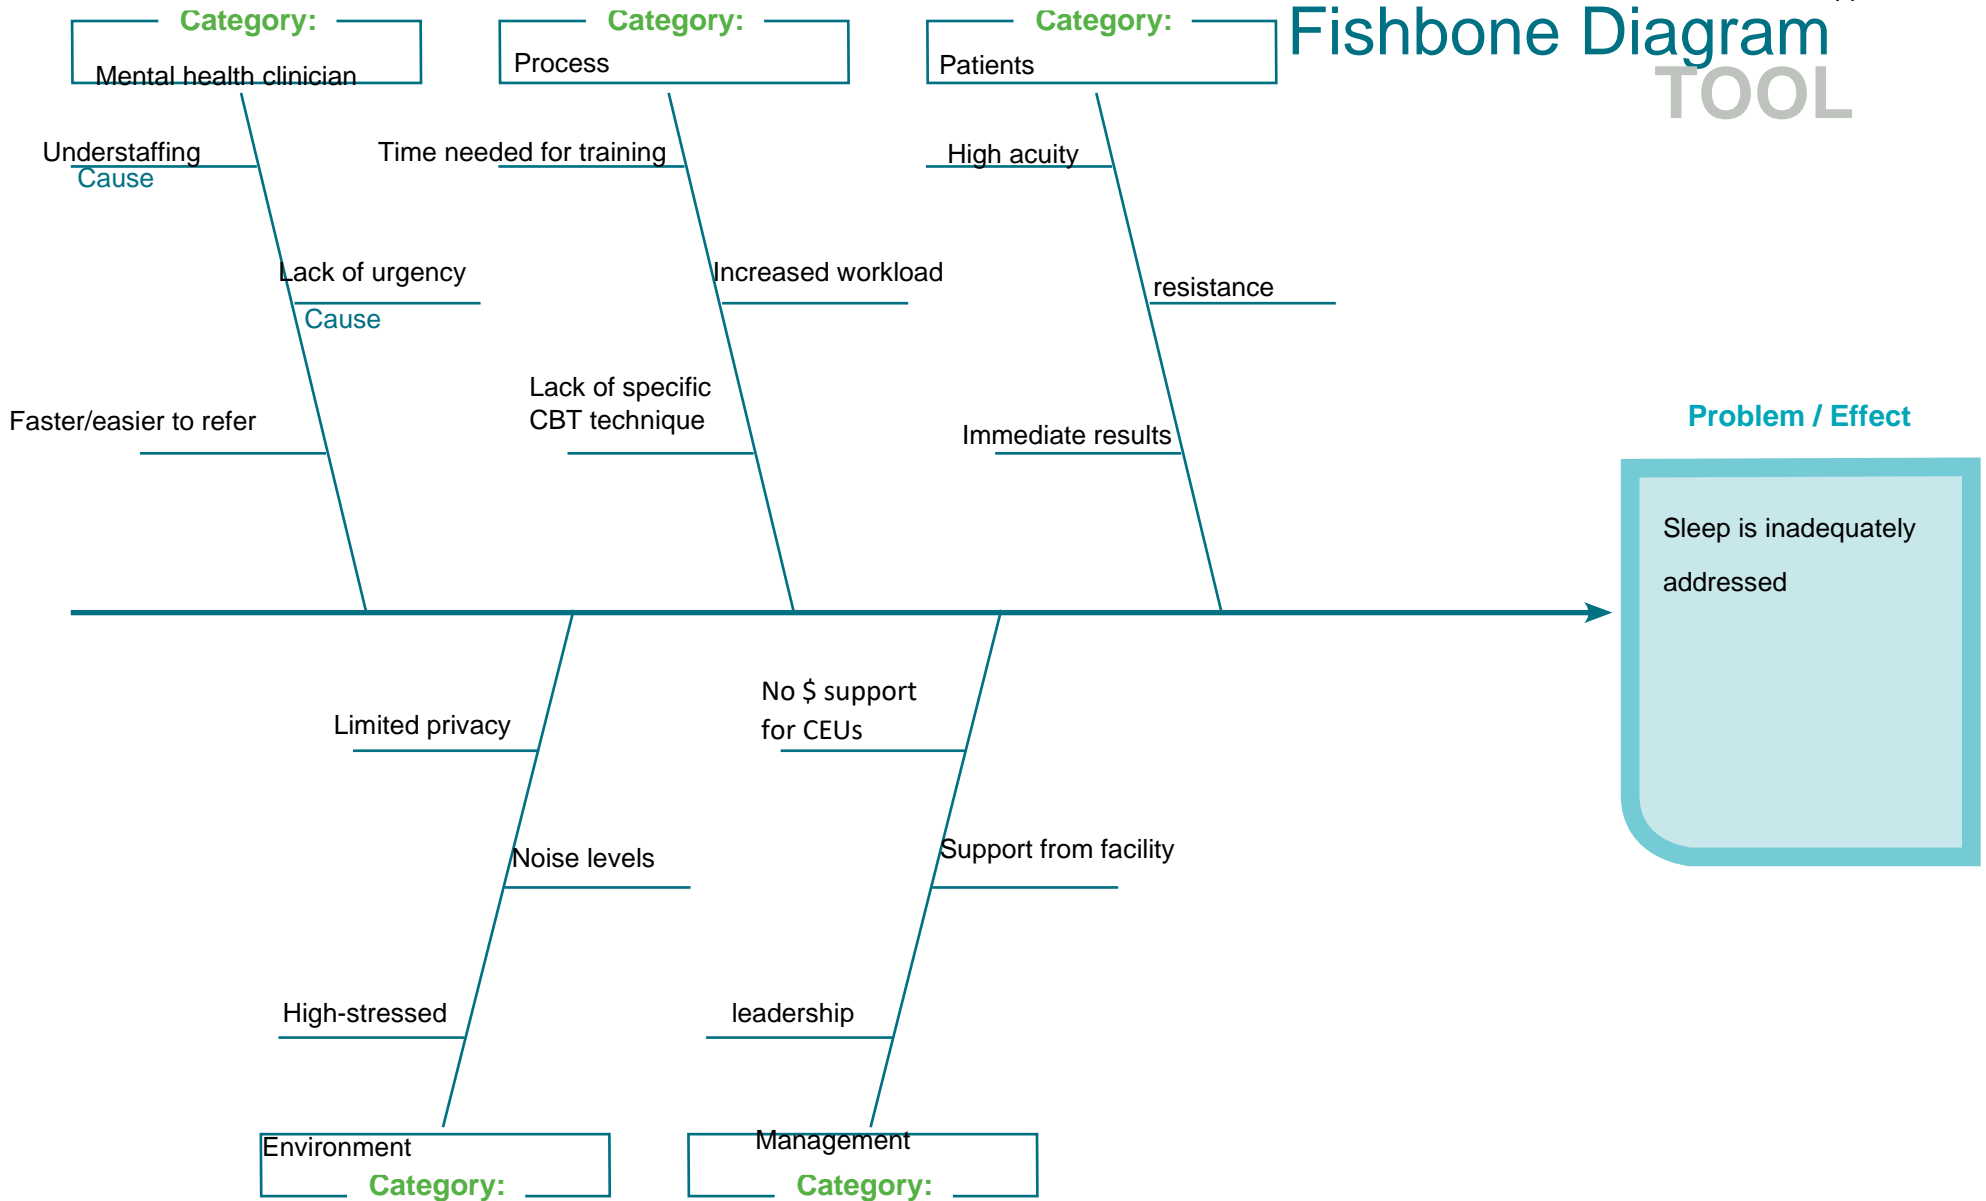 Category:
Category:
Category:
Fishbone Diagram
TOOL
Mental health clinician
Process
Patients
Understaffing
Cause
Time needed for training
High acuity
Lack of urgency
Cause
Increased workload
resistance
Faster/easier to refer
Lack of specific
CBT technique
Immediate results
Problem / Effect
Sleep is inadequately
addressed
Limited privacy
No $ support
for CEUs
Noise levels
Support from facility
High-stressed
leadership
Environment
Management
Category:
Category: